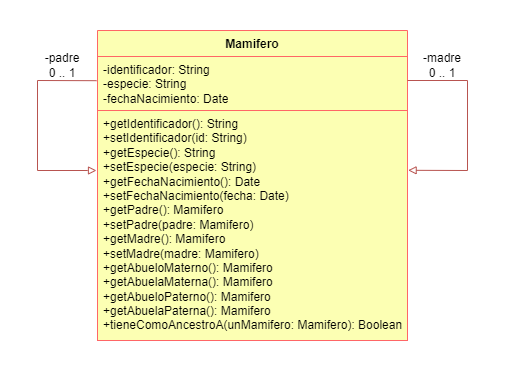 Mamifero
-padre
0 .. 1
-madre
0 .. 1
-identificador: String
-especie: String
-fechaNacimiento: Date
+getIdentificador(): String
+setIdentificador(id: String)
+getEspecie(): String
+setEspecie(especie: String)
+getFechaNacimiento(): Date
+setFechaNacimiento(fecha: Date)
+getPadre(): Mamifero
+setPadre(padre: Mamifero)
+getMadre(): Mamifero
+setMadre(madre: Mamifero)
+getAbueloMaterno(): Mamifero
+getAbuelaMaterna(): Mamifero
+getAbueloPaterno(): Mamifero
+getAbuelaPaterna(): Mamifero
+tieneComoAncestroA(unMamifero: Mamifero): Boolean